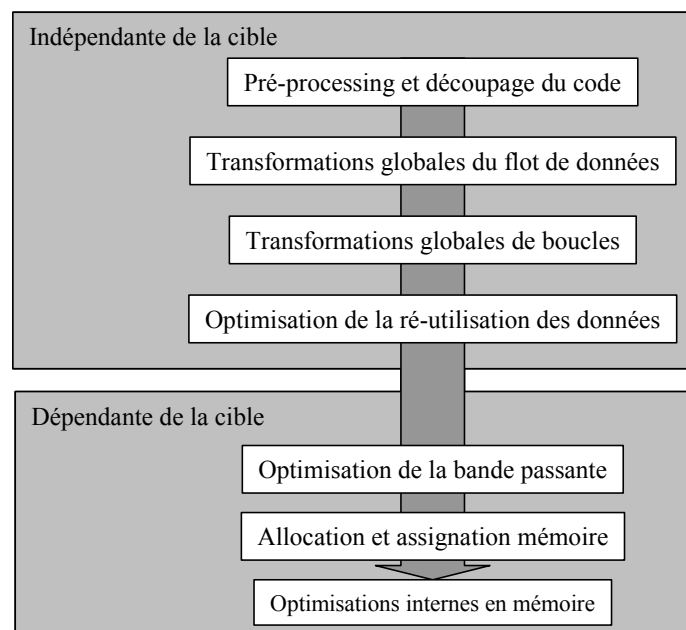 Indépendante de la cible
Pré-processing et découpage du code
Transformations globales du flot de données
Transformations globales de boucles
Optimisation de la ré-utilisation des données
Dépendante de la cible
Optimisation de la bande passante
Allocation et assignation mémoire
Optimisations internes en mémoire